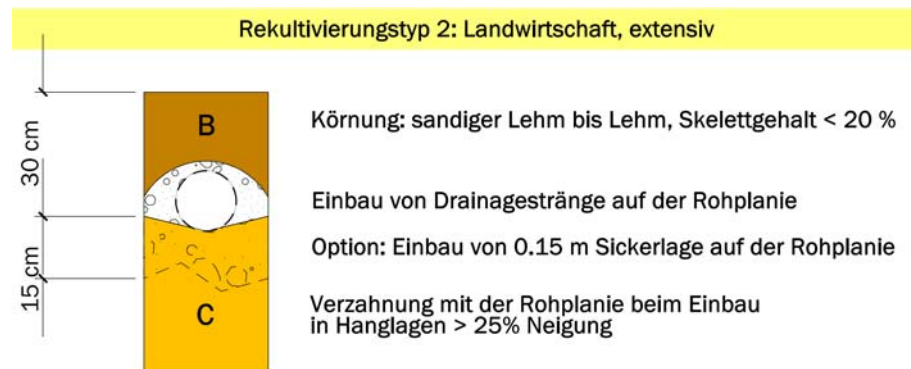 Rekultivierungstyp 2: Landwirtschaft, extensiv
B
Körnung: sandiger Lehm bis Lehm, Skelettgehalt < 20 %
30 cm
Einbau von Drainagestränge auf der Rohplanie
Option: Einbau von 0.15 m Sickerlage auf der Rohplanie
15 cm
C
Verzahnung mit der Rohplanie beim Einbau
in Hanglagen > 25% Neigung